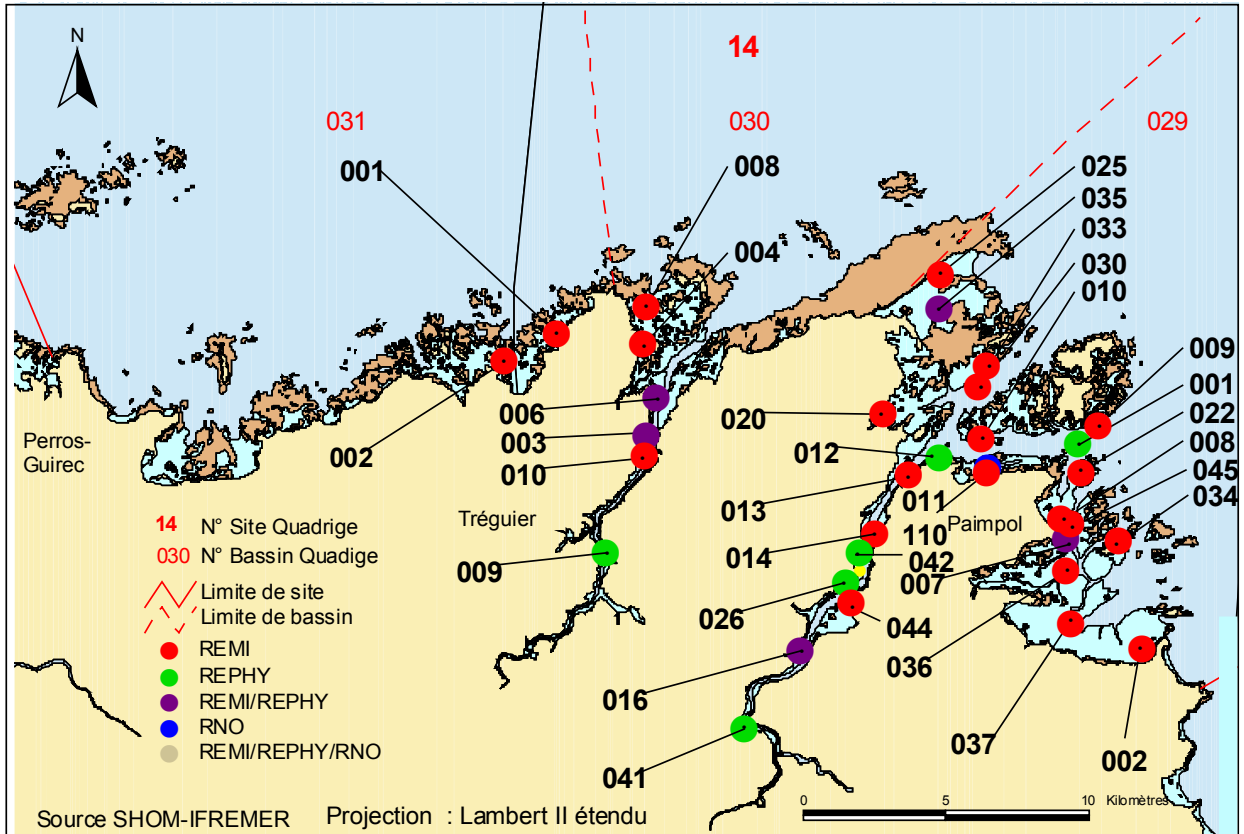 N
14
031
030
029
001
008
025
035
004
033
030
010
009
001
022
006
020
008
003
012
045
Perros-
Guirec
002
010
034
013
011
14 N° Site Quadrige
Tréguier
110
Paimpol
014
042
030 N° Bassin Quadige
009
007
Limite de site
026
Limite de bassin
044
REMI
036
REPHY
016
REMI/REPHY
RNO
037
002
REMI/REPHY/RNO
041
0 5 10 Kilomètres
Source SHOM-IFREMER
Projection : Lambert II étendu